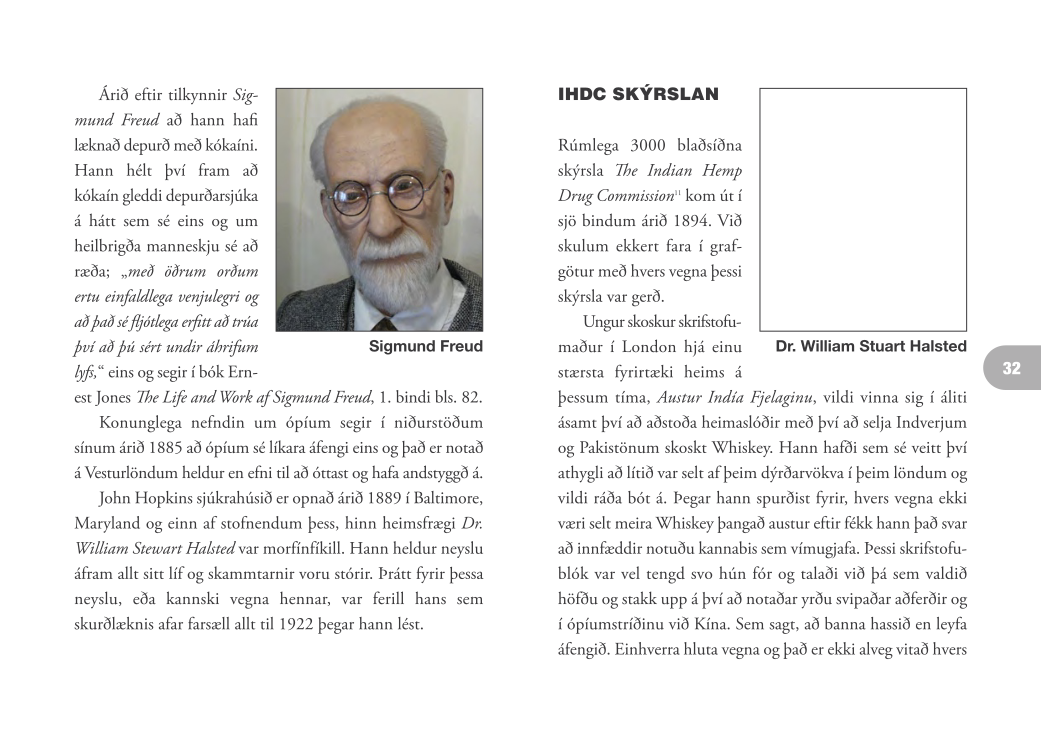 Árið eftir tilkynnir Sig-
mund Freud að hann hafi
læknað depurð með kókaíni.
Hann hélt því fram að
kókaín gleddi depurðarsjúka
á hátt sem sé eins og um
heilbrigða manneskju sé að
ræða; „með öðrum orðum
ertu einfaldlega venjulegri og
að það sé fljótlega erfitt að trúa
því að þú sért undir áhrifum
lyfs,“ eins og segir í bók Ern-
est Jones The Life and Work af Sigmund Freud, 1. bindi bls. 82.
Sigmund Freud
Konunglega nefndin um ópíum segir í niðurstöðum
sínum árið 1885 að ópíum sé líkara áfengi eins og það er notað
á Vesturlöndum heldur en efni til að óttast og hafa andstyggð á.
John Hopkins sjúkrahúsið er opnað árið 1889 í Baltimore,
Maryland og einn af stofnendum þess, hinn heimsfrægi Dr.
William Stewart Halsted var morfínfíkill. Hann heldur neyslu
áfram allt sitt líf og skammtarnir voru stórir. Þrátt fyrir þessa
neyslu, eða kannski vegna hennar, var ferill hans sem
skurðlæknis afar farsæll allt til 1922 þegar hann lést.
IHDC SKÝRSLAN
Rúmlega 3000 blaðsíðna
skýrsla The Indian Hemp
Drug Commission11 kom út í
sjö bindum árið 1894. Við
skulum ekkert fara í graf-
götur með hvers vegna þessi
skýrsla var gerð.
Ungur skoskur skrifstofu-
maður í London hjá einu
stærsta fyrirtæki heims á
þessum tíma, Austur Indía Fjelaginu, vildi vinna sig í áliti
ásamt því að aðstoða heimaslóðir með því að selja Indverjum
og Pakistönum skoskt Whiskey. Hann hafði sem sé veitt því
athygli að lítið var selt af þeim dýrðarvökva í þeim löndum og
vildi ráða bót á. Þegar hann spurðist fyrir, hvers vegna ekki
væri selt meira Whiskey þangað austur eftir fékk hann það svar
að innfæddir notuðu kannabis sem vímugjafa. Þessi skrifstofu-
blók var vel tengd svo hún fór og talaði við þá sem valdið
höfðu og stakk upp á því að notaðar yrðu svipaðar aðferðir og
í ópíumstríðinu við Kína. Sem sagt, að banna hassið en leyfa
áfengið. Einhverra hluta vegna og það er ekki alveg vitað hvers
Dr. William Stuart Halsted
32